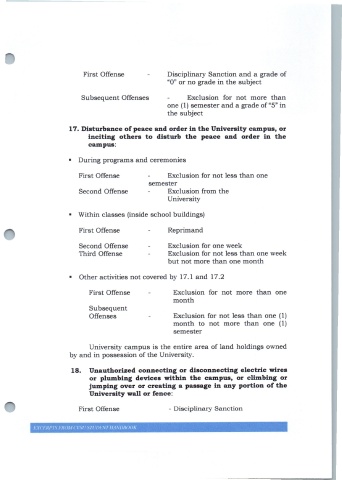 First Offense - Disciplinary Sanction and a grade of
"0" or no grade in the subject
Subsequent Offenses - Exclusion for not more than
one (1) semester and a grade of "5" in
the subject
17. Disturbance of peace and order in the University campus, or
inciting others to disturb the peace and order in the
campus:
• During programs and ceremonies
First Offense - Exclusion for not less than one
semester
Second Offense - Exclusion from the
University
• Within classes (inside school buildings)
First Offense - Reprimand
Second Offense - Exclusion for one week
Third Offense - Exclusion for not less than one week
but not more than one month
• Other activities not covered by 17.1 and 17.2
First Offense - Exclusion for not more than one
month
Subsequent
Offenses - Exclusion for not less than one (1)
month to not more than one (1)
semester
University campus is the entire area of land holdings owned
by and in possession of the University.
18. Unauthorized connecting or disconnecting electric wires
or plumbing devices within the campus, or climbing or
jumping over or creating a passage in any portion of the
University wall or fence:
First Offense - Disciplinary Sanction
STUDENT HANDBOOK